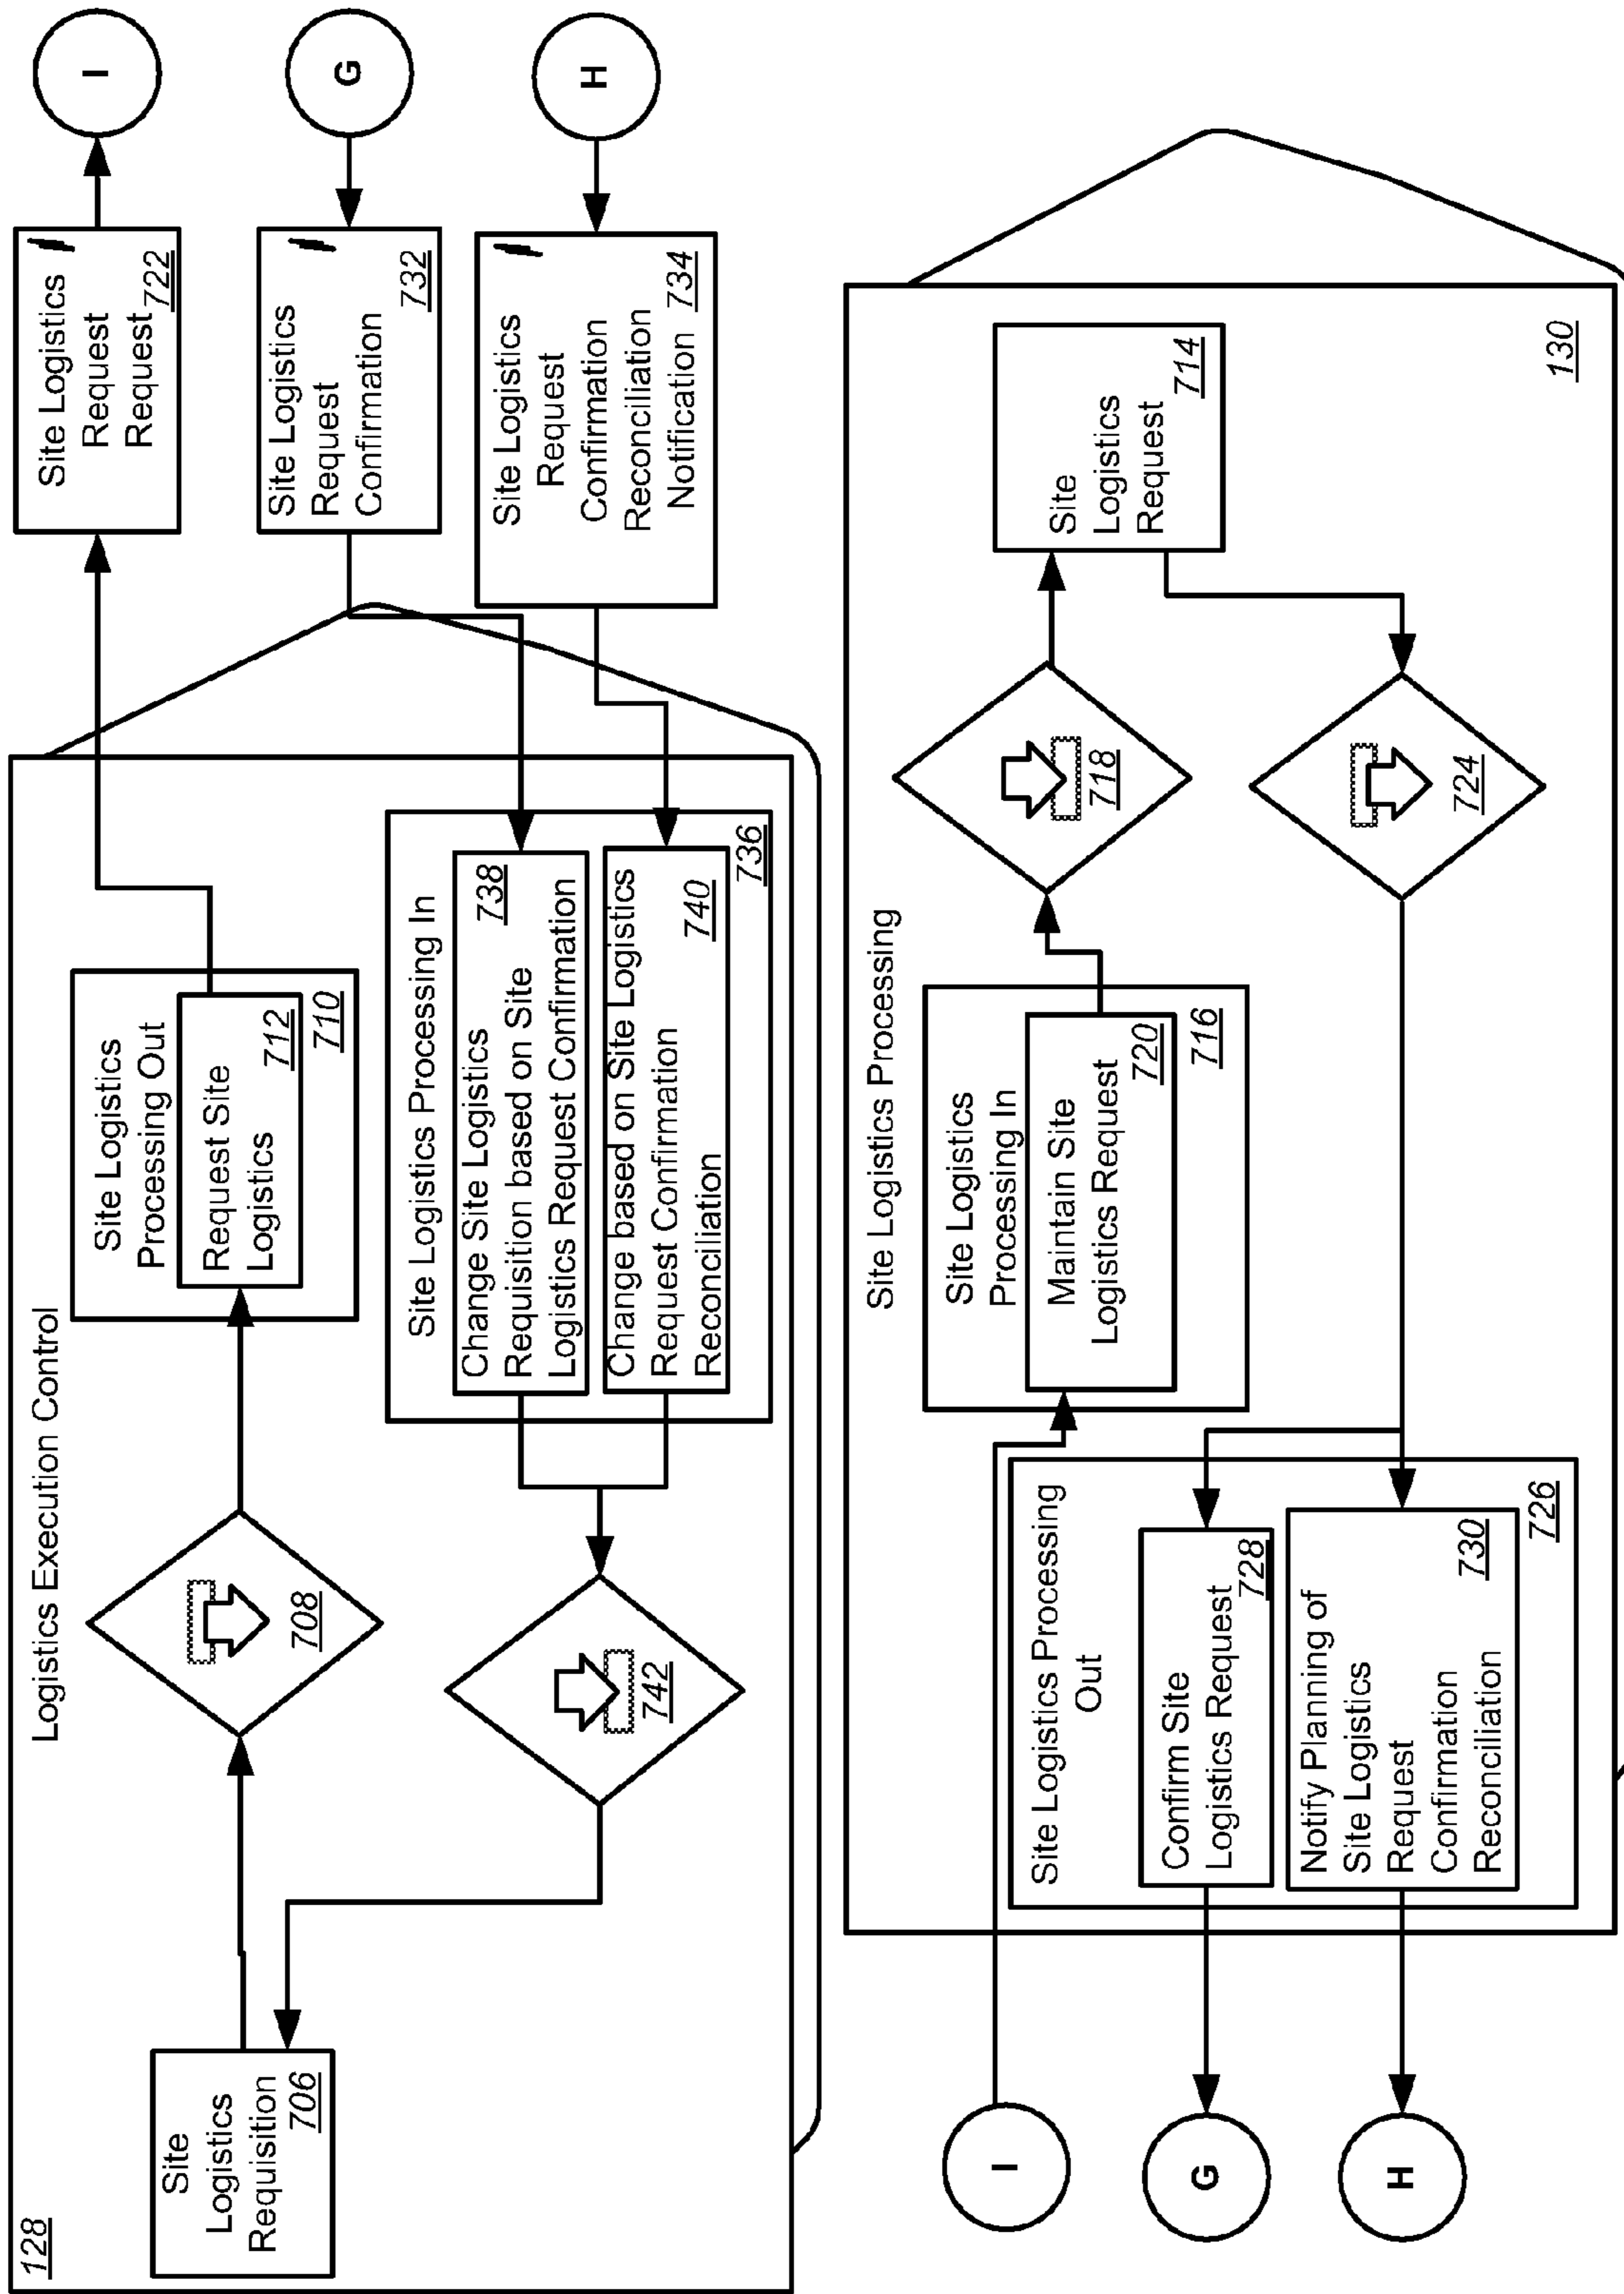 128
Logistics Execution Control
Site
Logistics
Requisition
706
708
Site Logistics
Processing Out
Request Site
Logistics
712
710
Site Logistics
Request
Request
722
I
Site Logistics
Request
Confirmation
732
G
Site Logistics
Request
Confirmation
Reconciliation
Notification
734
H
Site Logistics Processing In
Change Site Logistics
Requisition based on Site
Logistics Request Confirmation
738
Change based on Site Logistics
Request Confirmation
Reconciliation
740
736
742
Site Logistics Processing
I
G
H
Site Logistics
Processing In
Maintain Site
Logistics Request
720
716
718
Site
Logistics
Request
714
Site Logistics Processing
Out
Confirm Site
Logistics Request
728
Notify Planning of
Site Logistics
Request
Confirmation
Reconciliation
730
726
724
130